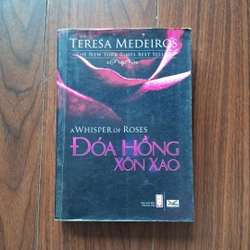 TERESA MEDEIROS
THE NEW YORK TIMES BEST SELLER
A WHISPER OF ROSES
ĐÓA HỒNG
XÔN XAO